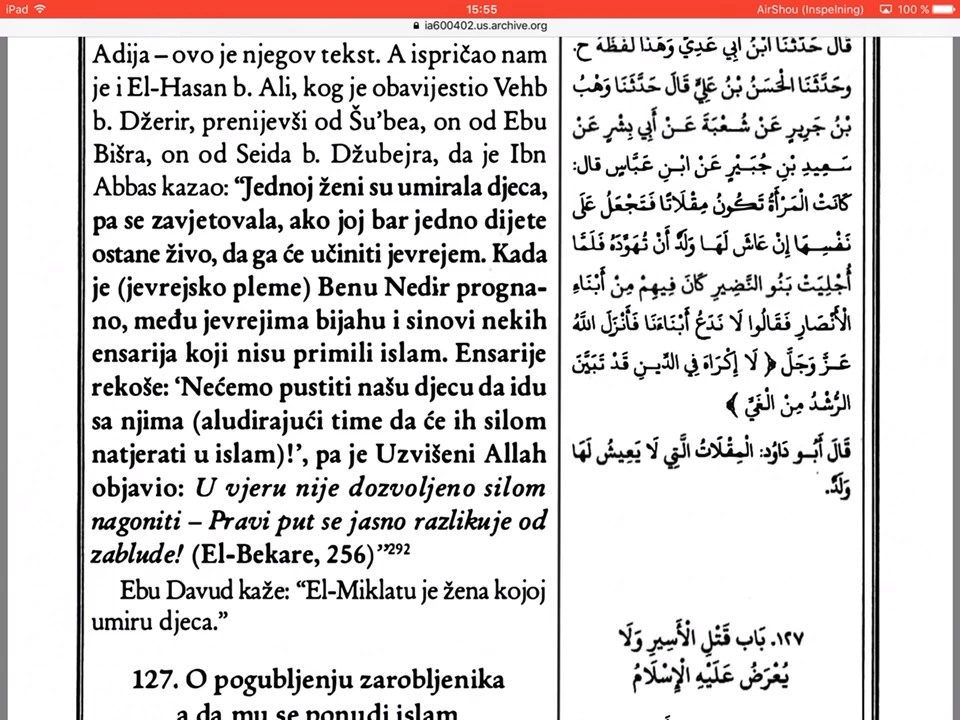 iPad 15:55 AirShou (Inspelning) 100 %
ia600402.us.archive.org
Adija – ovo je njegov tekst. A ispričao nam
je i El-Hasan b. Ali, kog je obavijestio Vehb
b. Džerir, prenijevši od Šu’bea, on od Ebu
Bišra, on od Seida b. Džubejra, da je Ibn
Abbas kazao: “Jednoj ženi su umirala djeca,
pa se zavjetovala, ako joj bar jedno dijete
ostane živo, da ga će učiniti jevrejem. Kada
je (jevrejsko pleme) Benu Nedir progna-
no, među jevrejima bijahu i sinovi nekih
ensarija koji nisu primili islam. Ensarije
rekoše: ‘Nećemo pustiti našu djecu da idu
sa njima (aludirajući time da će ih silom
natjerati u islam)!’, pa je Uzvišeni Allah
objavio: U vjeru nije dozvoljeno silom
nagoniti – Pravi put se jasno razlikuje od
zablude! (El-Bekare, 256)”292
Ebu Davud kaže: “El-Miklatu je žena kojoj
umiru djeca.”
127. O pogubljenju zarobljenika
a da mu se ponudi islam
قَالَ حَدَّثَنَا ابْنُ أَبِي عَدِيٍّ وَهَذَا لَفْظُهُ ح.
وَحَدَّثَنَا الْحَسَنُ بْنُ عَلِيٍّ قَالَ حَدَّثَنَا وَهْبُ
بْنُ جَرِيرٍ عَنْ شُعْبَةَ عَنْ أَبِي بِشْرٍ عَنْ
سَعِيدِ بْنِ جُبَيْرٍ عَنْ ابْنِ عَبَّاسٍ قال:
كَانَتْ الْمَرْأَةُ تَكُونُ مِقْلَاتًا فَتَجْعَلُ عَلَى
نَفْسِهَا إِنْ عَاشَ لَهَا وَلَدٌ أَنْ تُهَوِّدَهُ فَلَمَّا
أُجْلِيَتْ بَنُو النَّضِيرِ كَانَ فِيهِمْ مِنْ أَبْنَاءِ
الْأَنْصَارِ فَقَالُوا لَا نَدَعُ أَبْنَاءَنَا فَأَنْزَلَ اللَّهُ
عَزَّ وَجَلَّ ﴿ لَا إِكْرَاهَ فِي الدِّينِ قَدْ تَبَيَّنَ
الرُّشْدُ مِنْ الْغَيِّ ﴾
قَالَ أَبُو دَاوُد: الْمِقْلَاتُ الَّتِي لَا يَعِيشُ لَهَا
وَلَدٌ.
١٢٧. بَاب قَتْلِ الْأَسِيرِ وَلَا
يُعْرَضُ عَلَيْهِ الْإِسْلَامُ